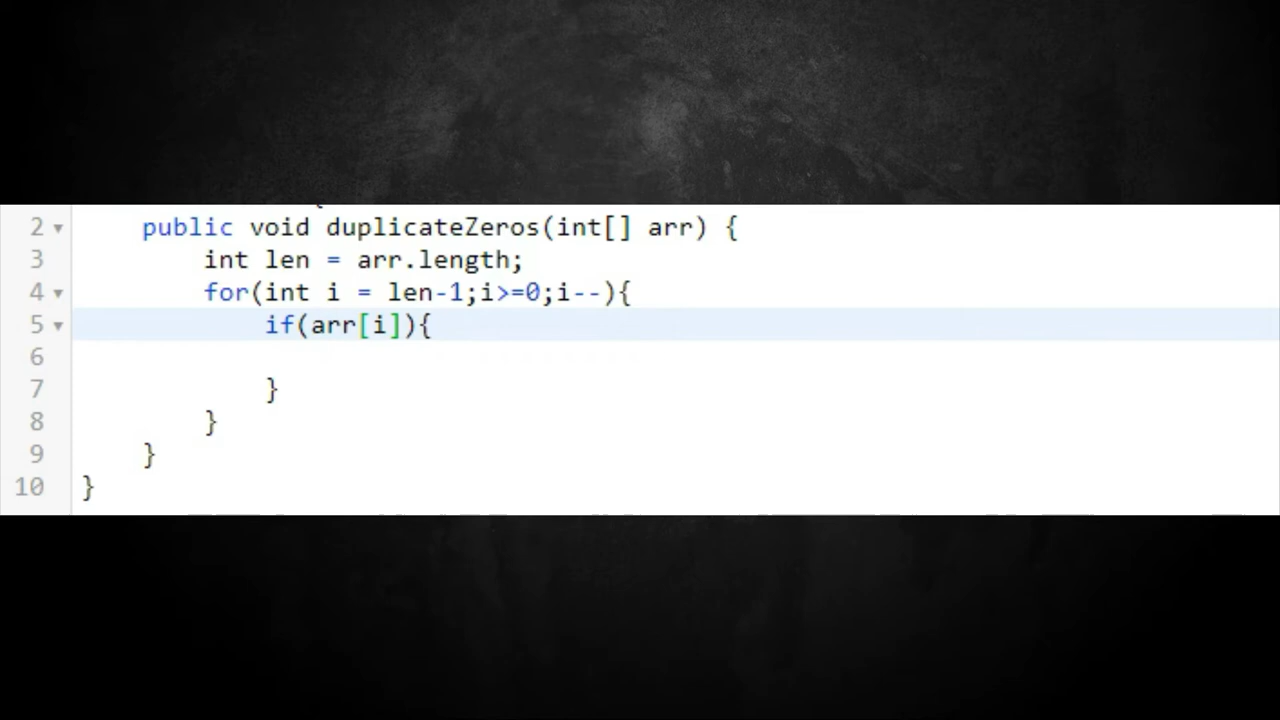 2 public void duplicateZeros(int[] arr) {
3 int len = arr.length;
4 for(int i = len-1;i>=0;i--){
5 if(arr[i]){
6
7 }
8 }
9 }
10 }